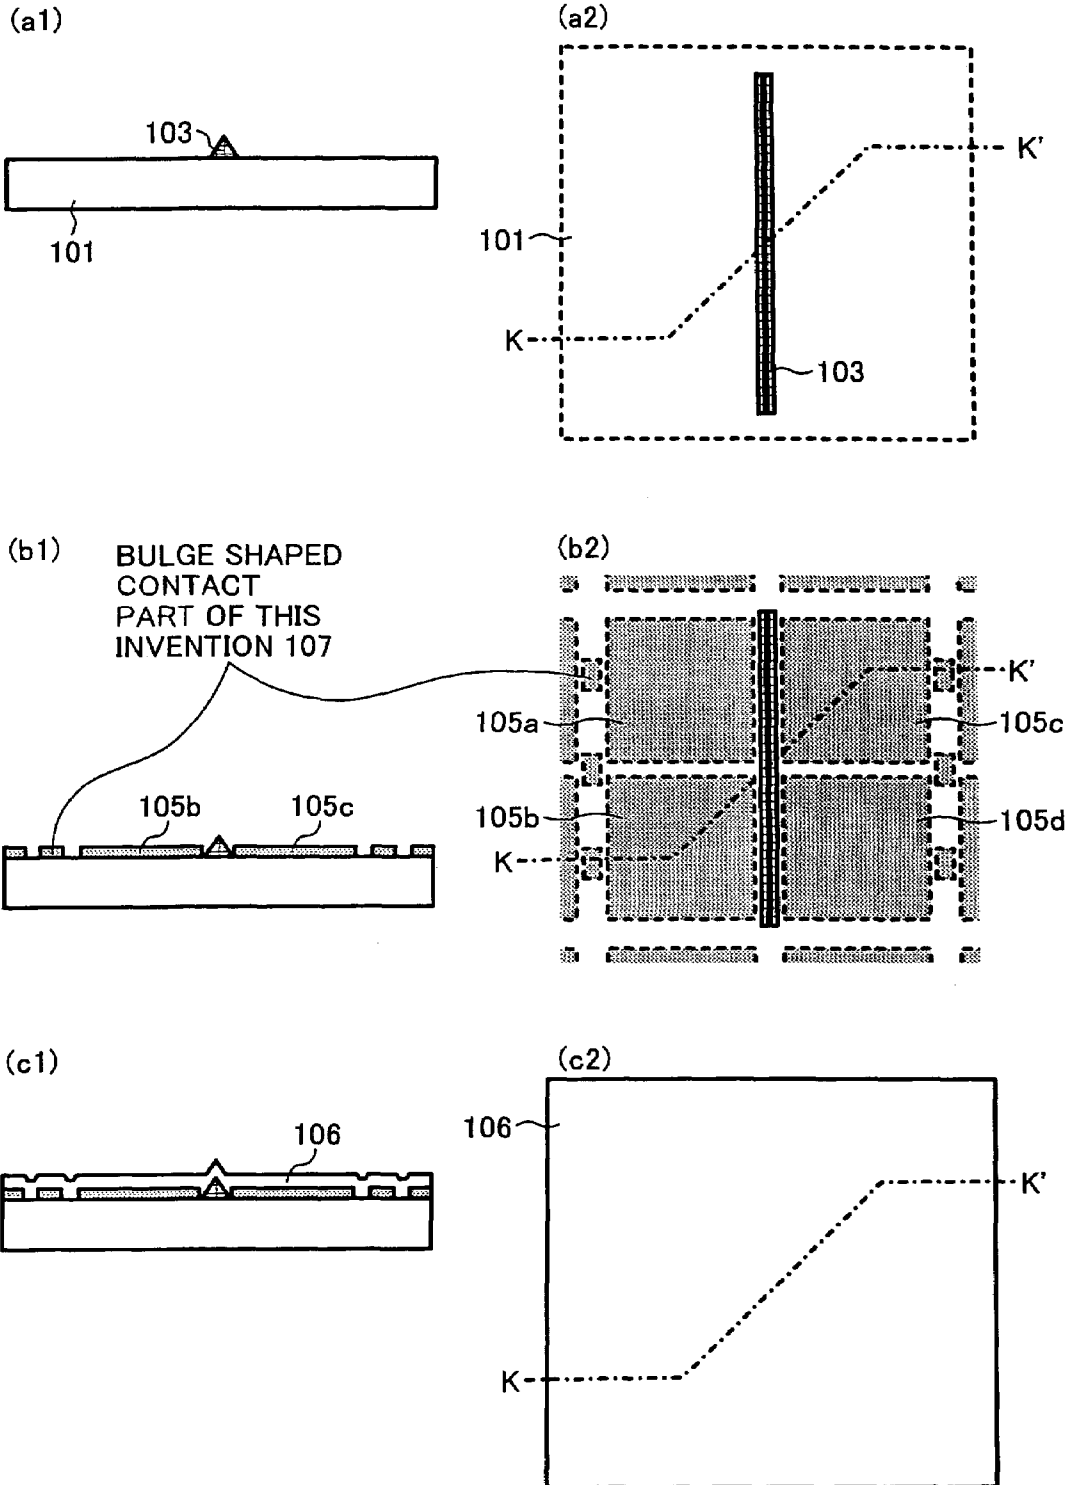 (a1)
(a2)
103
101
K'
101
K
103
(b1)
BULGE SHAPED
CONTACT
PART OF THIS
INVENTION 107
(b2)
K'
105a
105c
105b
105c
105b
105d
K
(c1)
(c2)
106
106
K'
K